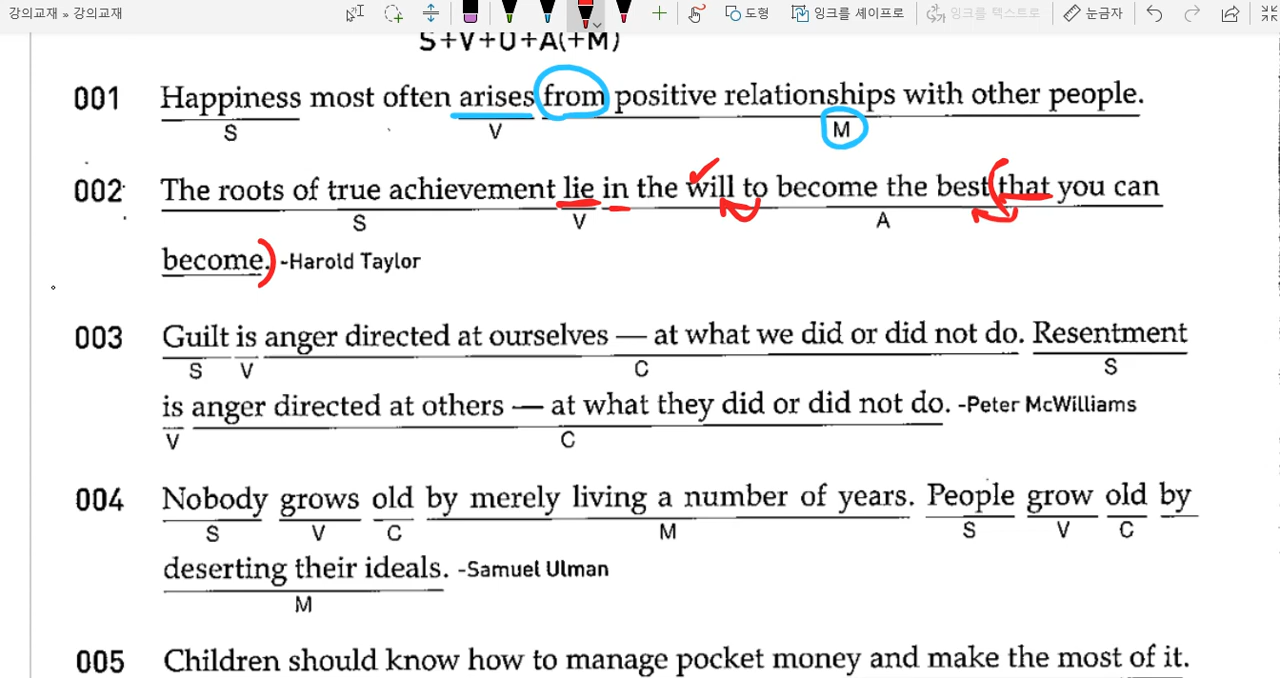 강의교재 » 강의교재 도형 잉크를 셰이프로 잉크를 텍스트로 눈금자
S+V+O+A(+M)
001 Happiness most often arises from positive relationships with other people.
S V M
002 The roots of true achievement lie in the will to become the best that you can
S V A
become. -Harold Taylor
003 Guilt is anger directed at ourselves — at what we did or did not do. Resentment
S V C S
is anger directed at others — at what they did or did not do. -Peter McWilliams
V C
004 Nobody grows old by merely living a number of years. People grow old by
S V C M S V C
deserting their ideals. -Samuel Ulman
M
005 Children should know how to manage pocket money and make the most of it.